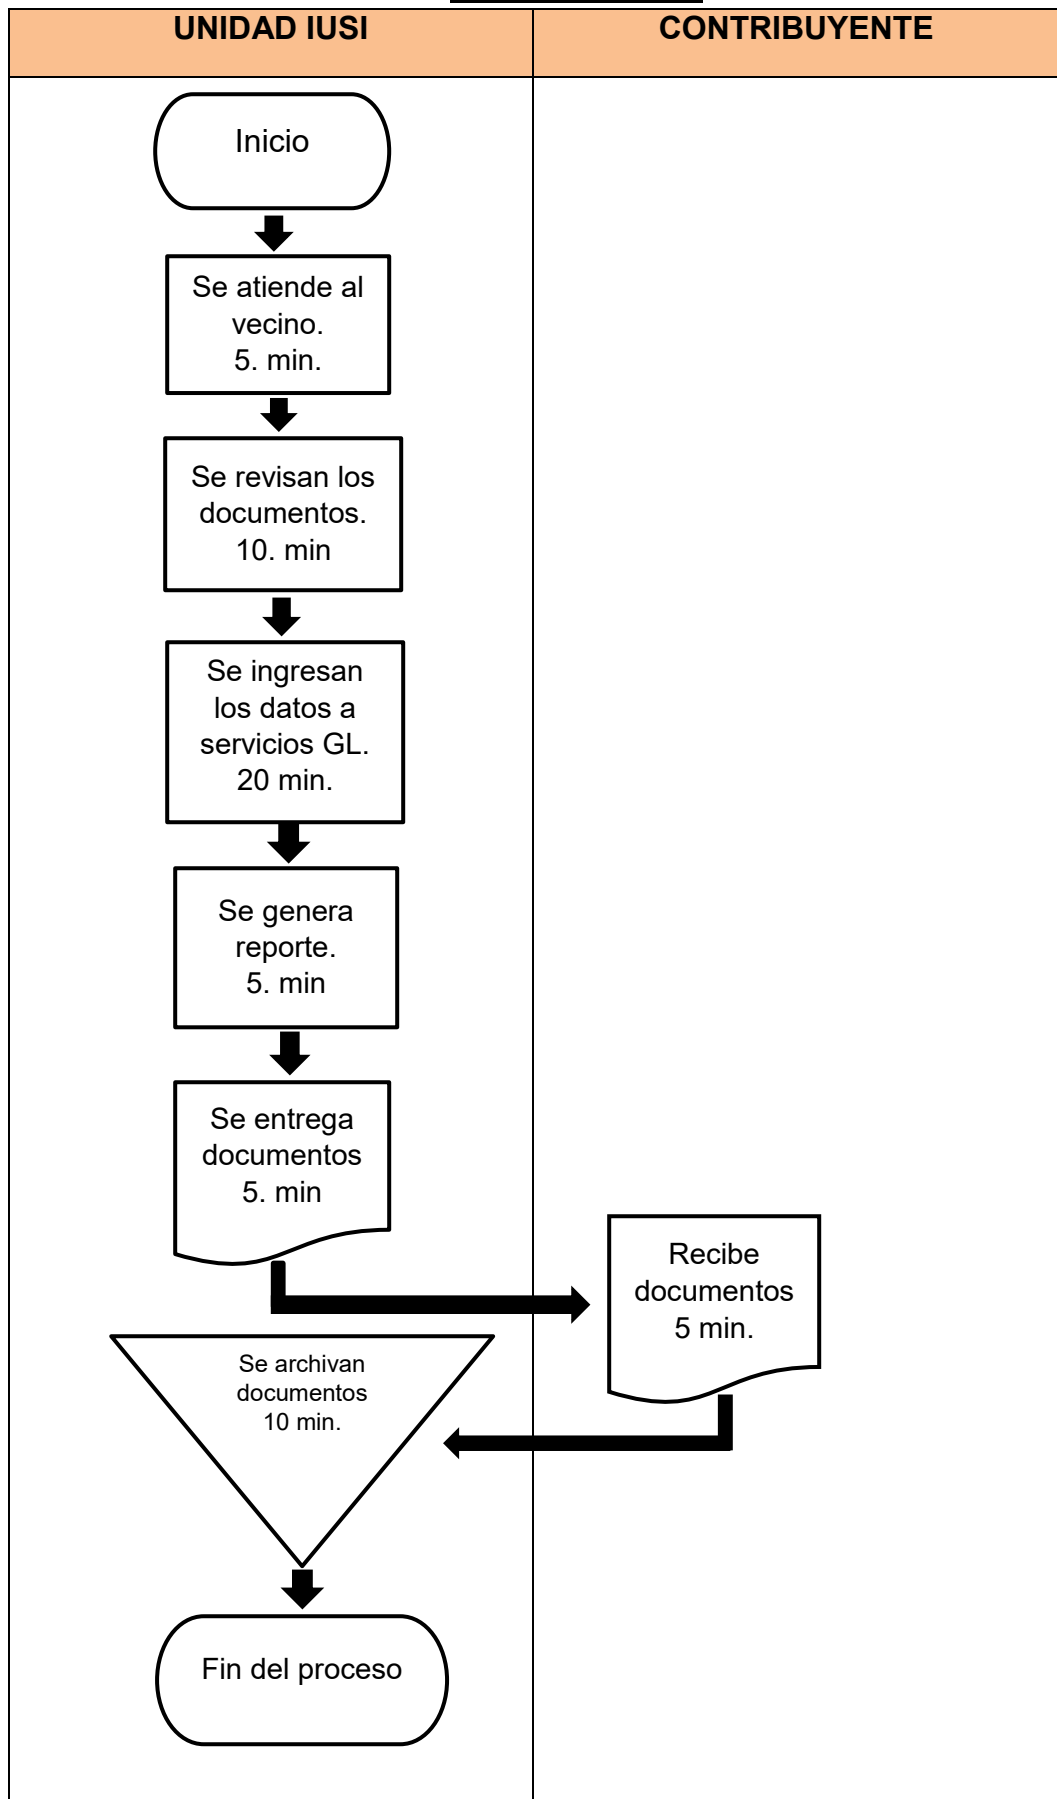 UNIDAD IUSI
CONTRIBUYENTE
Inicio
Se atiende al
vecino.
5. min.
Se revisan los
documentos.
10. min
Se ingresan
los datos a
servicios GL.
20 min.
Se genera
reporte.
5. min
Se entrega
documentos
5. min
Recibe
documentos
5 min.
Se archivan
documentos
10 min.
Fin del proceso